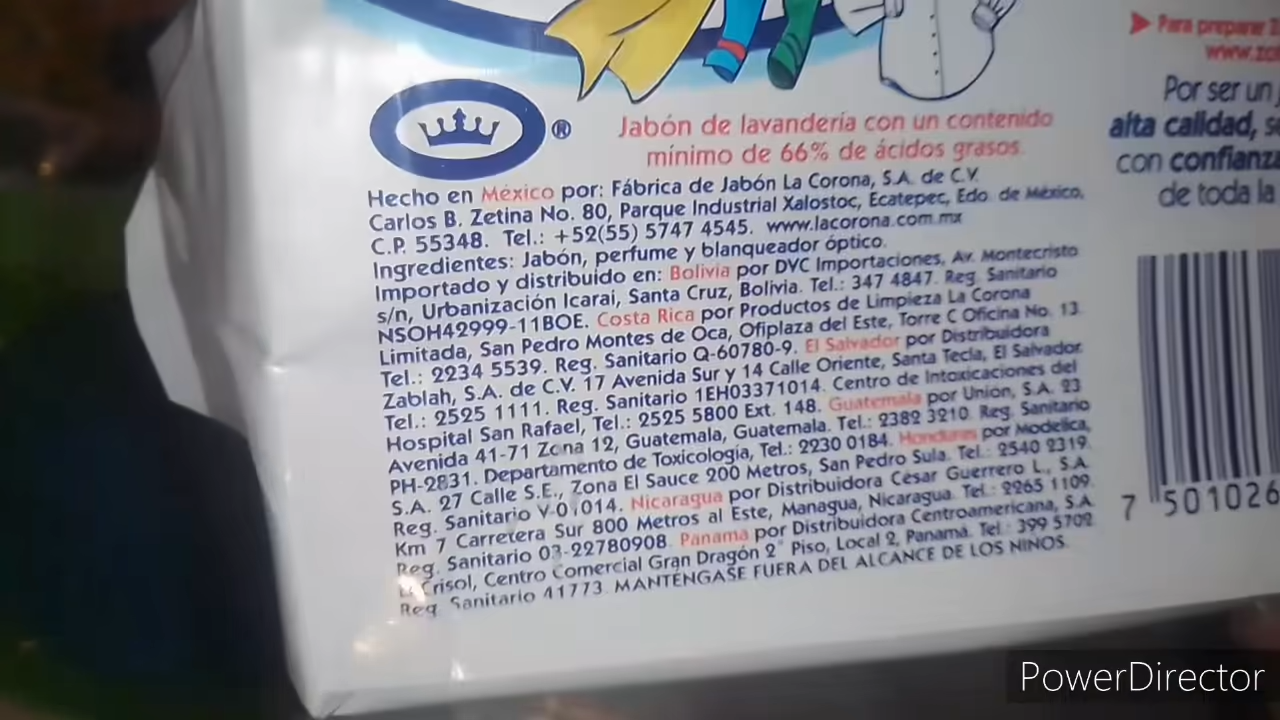 ®
Jabón de lavandería con un contenido
mínimo de 66% de ácidos grasos.
Hecho en México por: Fábrica de Jabón La Corona, S.A. de C.V.
Carlos B. Zetina No. 80, Parque Industrial Xalostoc, Ecatepec, Edo. de México,
C.P. 55348. Tel.: +52(55) 5747 4545. www.lacorona.com.mx
Ingredientes: Jabón, perfume y blanqueador óptico.
Importado y distribuido en: Bolivia por DVC Importaciones, Av. Montecristo
s/n, Urbanización Icaraí, Santa Cruz, Bolivia. Tel.: 347 4847. Reg. Sanitario
NSOH42999-11BOE. Costa Rica por Productos de Limpieza La Corona
Limitada, San Pedro Montes de Oca, Ofiplaza del Este, Torre C Oficina No. 13.
Tel.: 2234 5539. Reg. Sanitario Q-60780-9. El Salvador por Distribuidora
Zablah, S.A. de C.V. 17 Avenida Sur y 14 Calle Oriente, Santa Tecla, El Salvador.
Tel.: 2525 1111. Reg. Sanitario 1EH03371014. Centro de Intoxicaciones del
Hospital San Rafael, Tel.: 2525 5800 Ext. 148. Guatemala por Unión, S.A. 23
Avenida 41-71 Zona 12, Guatemala, Guatemala. Tel.: 2382 3210. Reg. Sanitario
PH-2831. Departamento de Toxicología, Tel.: 2230 0184. Honduras por Modelica,
S.A. 27 Calle S.E., Zona El Sauce 200 Metros, San Pedro Sula. Tel.: 2540 2319.
Reg. Sanitario Nicaragua por Distribuidora César Guerrero L., S.A.
Km 7 Carretera Sur 800 Metros al Este, Managua, Nicaragua. Tel.: 2265 1109.
Reg. Sanitario 03-22780908. Panamá por Distribuidora Centroamericana, S.A.
Crisol, Centro Comercial Gran Dragón 2° Piso, Local 2, Panamá. Tel.: 399 5702.
Reg. Sanitario 41773. MANTÉNGASE FUERA DEL ALCANCE DE LOS NIÑOS.
Para preparar
www.
Por ser un
alta calidad,
con confianza
de toda la
7 501026
PowerDirector